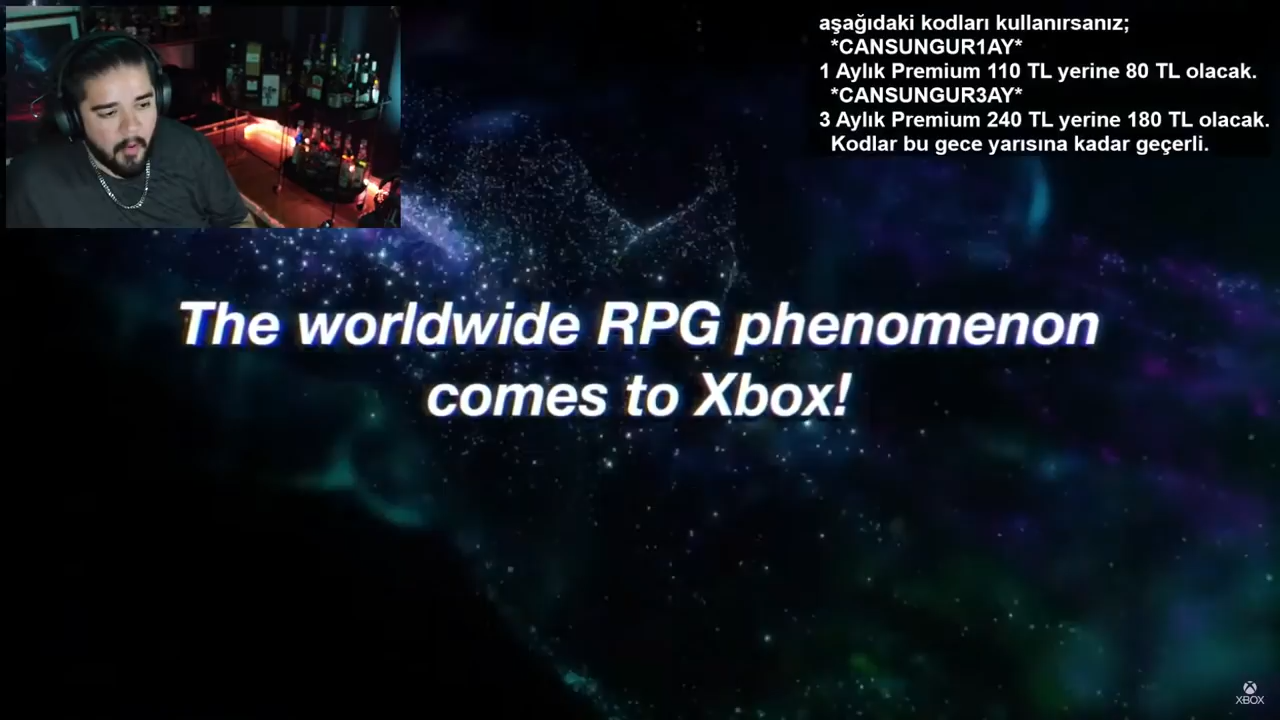 aşağıdaki kodları kullanırsanız;
*CANSUNGUR1AY*
1 Aylık Premium 110 TL yerine 80 TL olacak.
*CANSUNGUR3AY*
3 Aylık Premium 240 TL yerine 180 TL olacak.
Kodlar bu gece yarısına kadar geçerli.
The worldwide RPG phenomenon
comes to Xbox!
XBOX